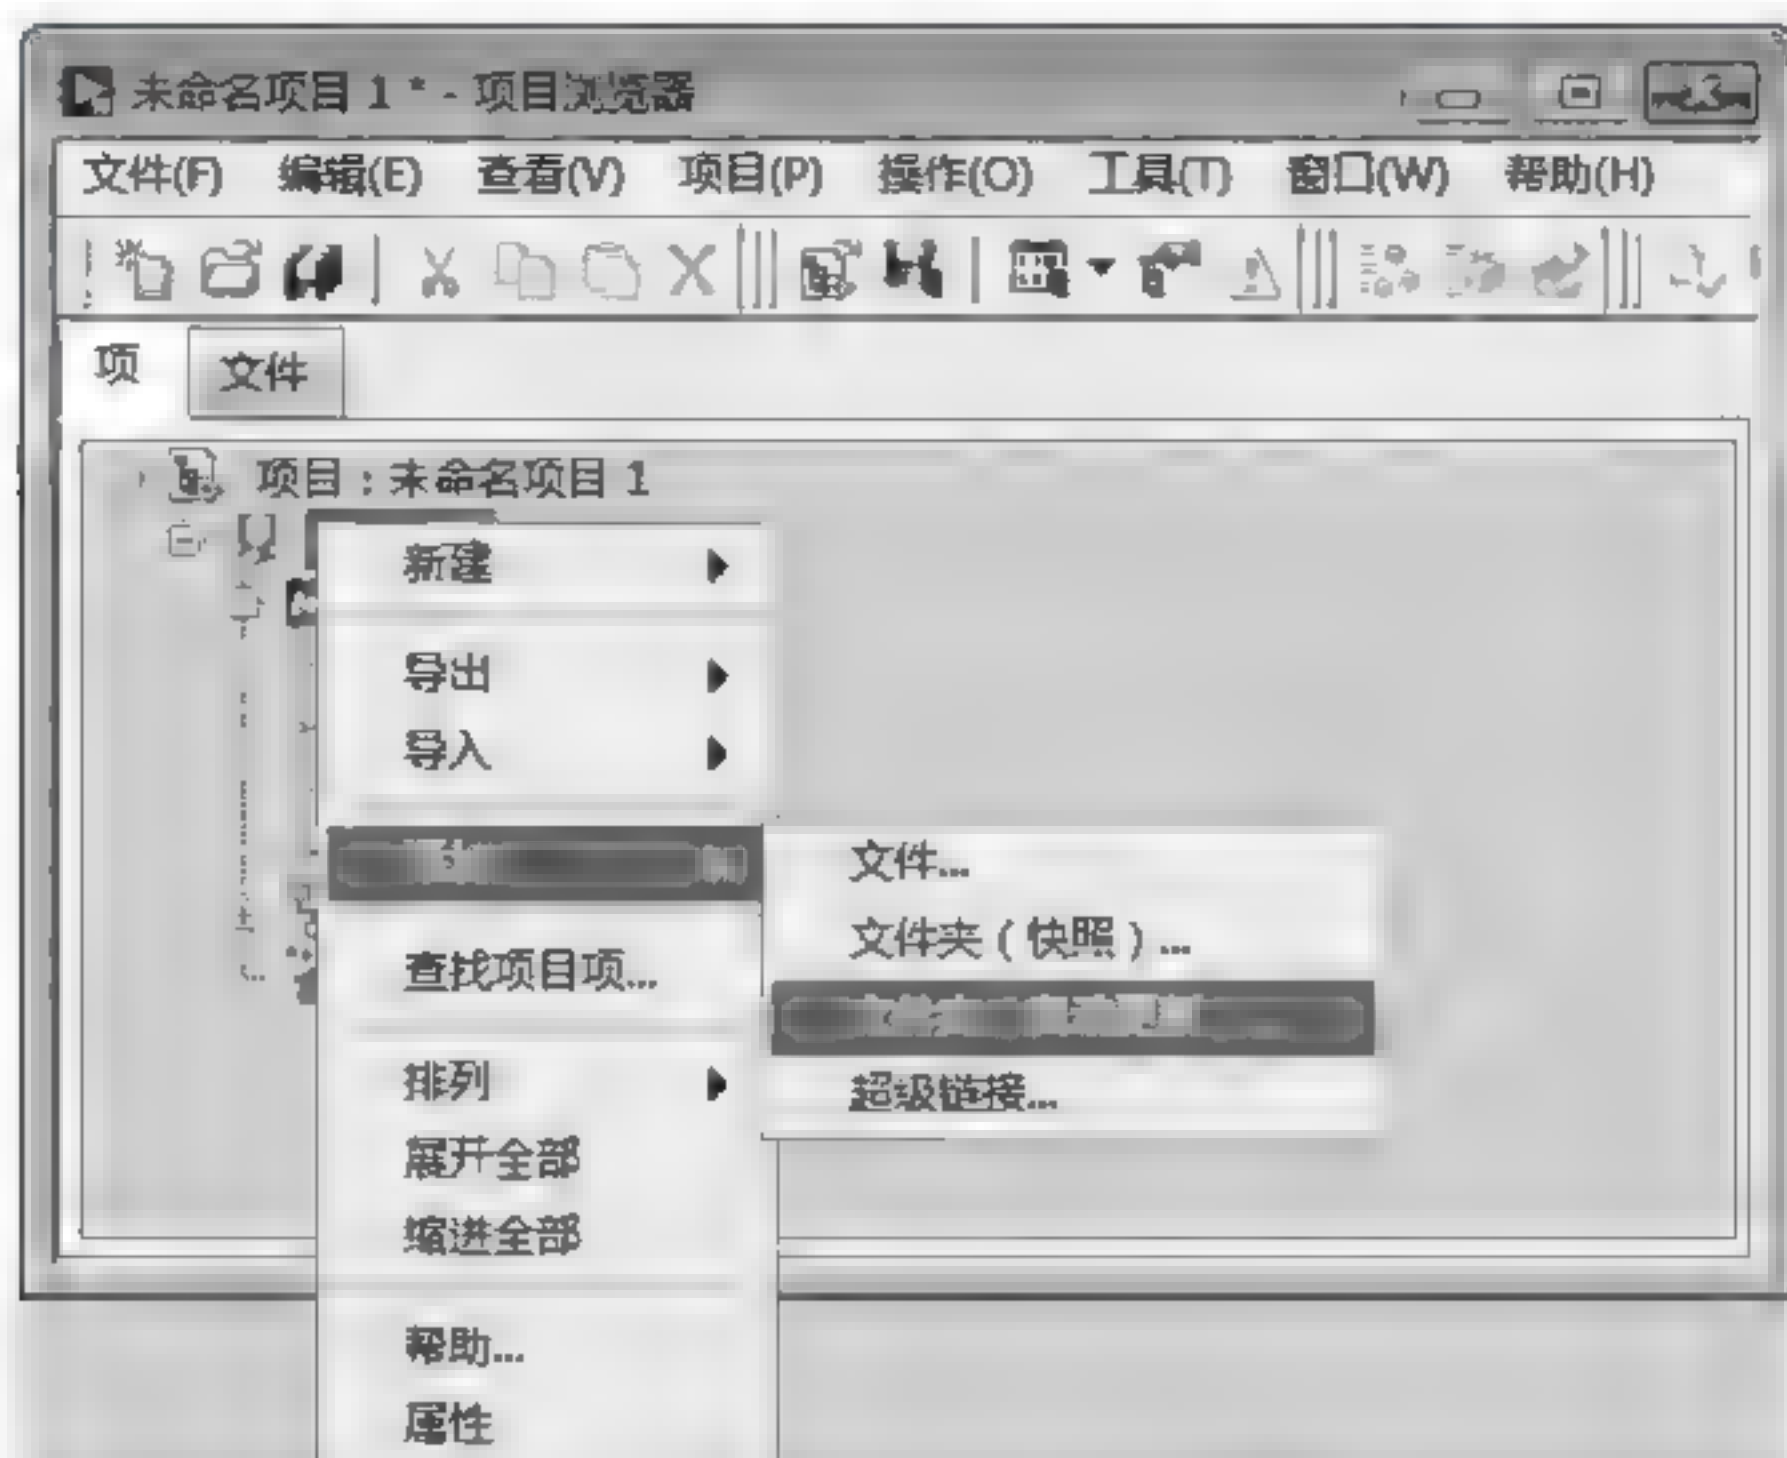 未命名项目 1 * - 项目浏览器
文件(F) 编辑(E) 查看(V) 项目(P) 操作(O) 工具(T) 窗口(W) 帮助(H)
项 文件
项目：未命名项目 1
新建
导出
导入
文件...
文件夹（快照）...
查找项目项...
超级链接...
排列
展开全部
缩进全部
帮助...
属性